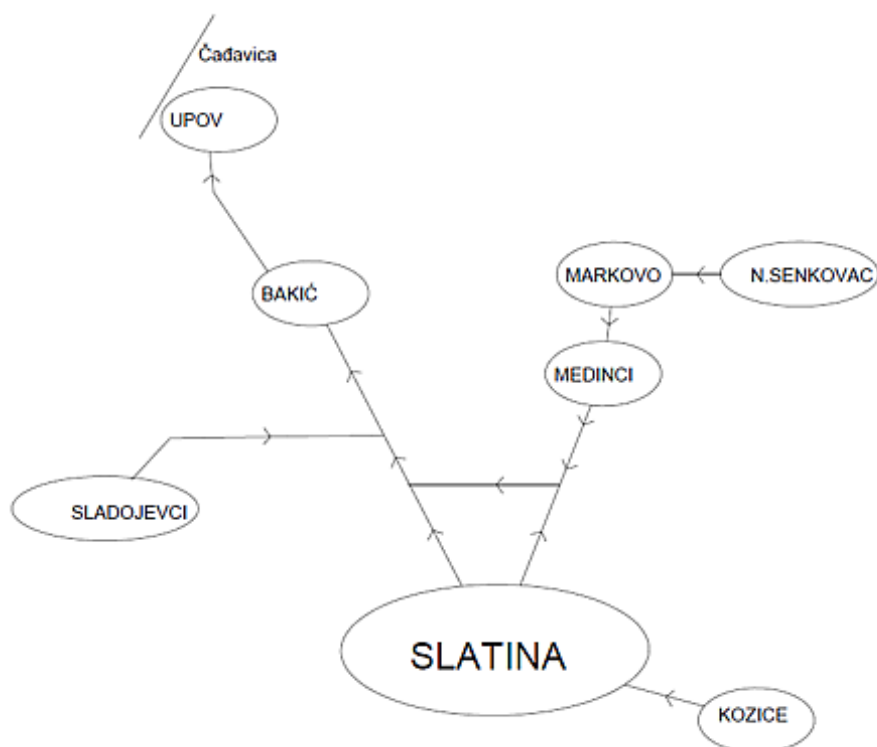 Čađavica
UPOV
BAKIĆ
MARKOVO
N.SENKOVAC
MEDINCI
SLADOJEVCI
SLATINA
KOZICE